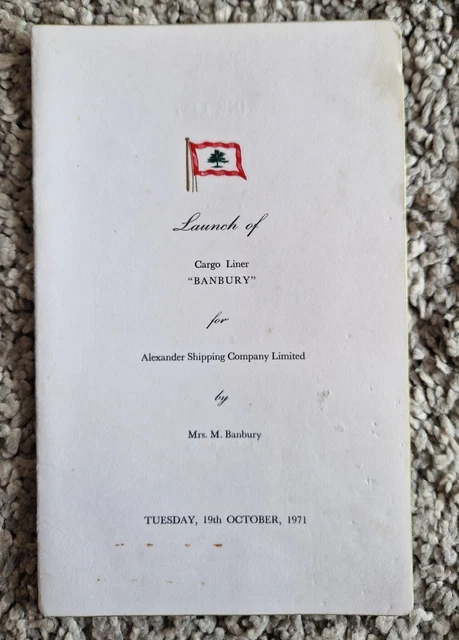 Launch of
Cargo Liner
"BANBURY"
for
Alexander Shipping Company Limited
by
Mrs. M. Banbury
TUESDAY, 19th OCTOBER, 1971